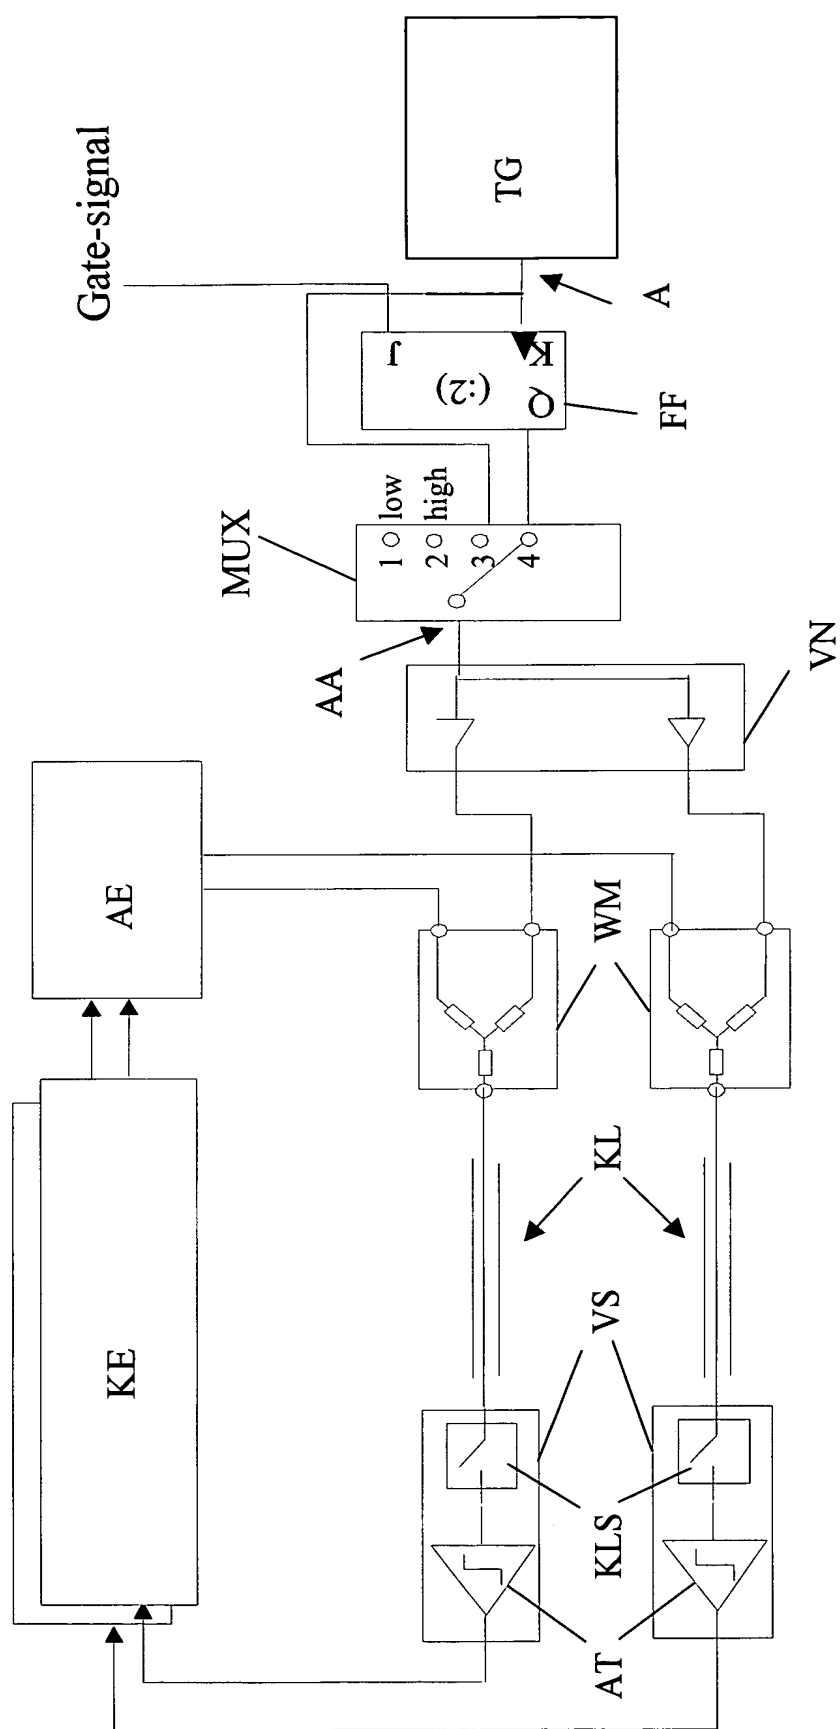 Gate-signal
TG
A
J
K
(:2)
Q
FF
MUX
1 low
2 high
3
4
AA
VN
AE
WM
KE
KL
VS
KLS
AT